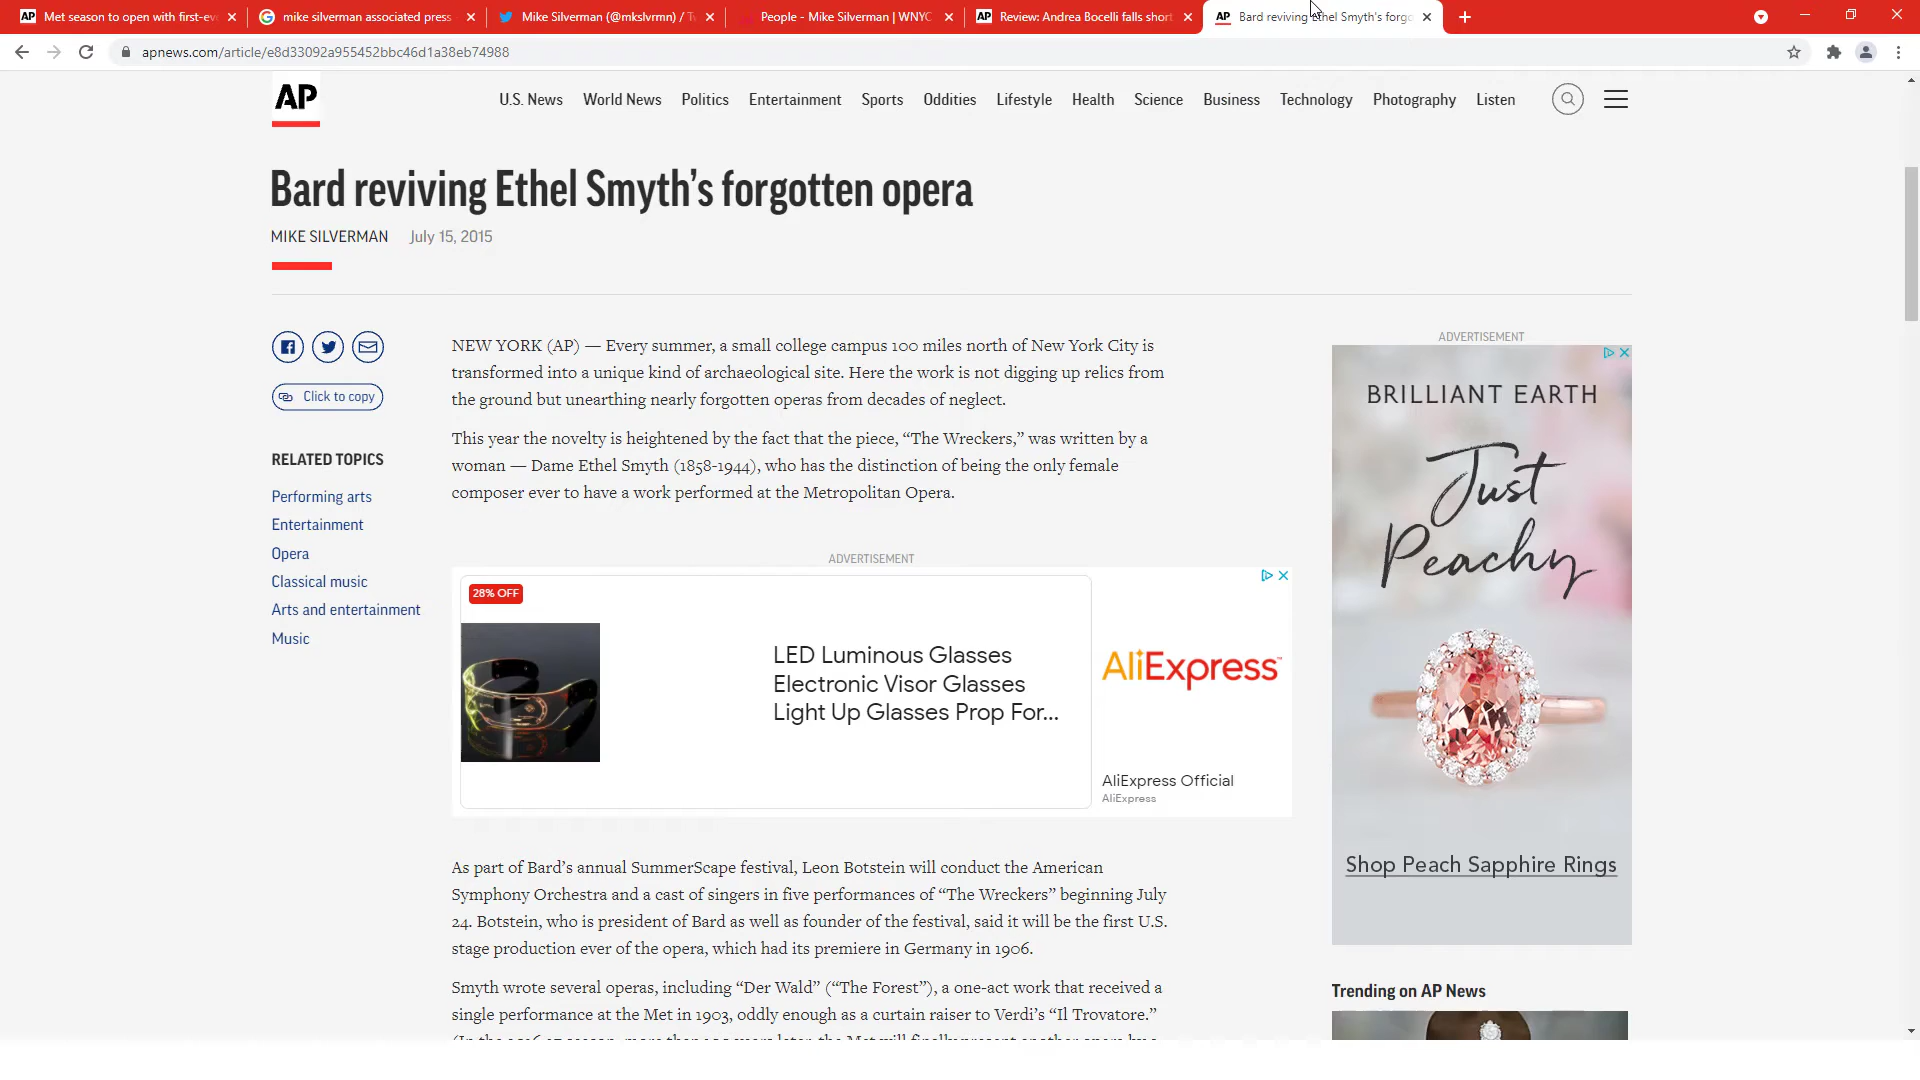 Met season to open with first-ev
mike silverman associated press
Mike Silverman (@mkslvrmn) / Tw
People - Mike Silverman | WNYC
AP Review: Andrea Bocelli falls short
AP Bard reviving Ethel Smyth's forgo
apnews.com/article/e8d33092a955452bbc46d1a38eb74988
AP
U.S. News World News Politics Entertainment Sports Oddities Lifestyle Health Science Business Technology Photography Listen
Bard reviving Ethel Smyth’s forgotten opera
MIKE SILVERMAN July 15, 2015
Click to copy
RELATED TOPICS
Performing arts
Entertainment
Opera
Classical music
Arts and entertainment
Music
NEW YORK (AP) — Every summer, a small college campus 100 miles north of New York City is
transformed into a unique kind of archaeological site. Here the work is not digging up relics from
the ground but unearthing nearly forgotten operas from decades of neglect.
This year the novelty is heightened by the fact that the piece, “The Wreckers,” was written by a
woman — Dame Ethel Smyth (1858-1944), who has the distinction of being the only female
composer ever to have a work performed at the Metropolitan Opera.
ADVERTISEMENT
28% OFF
LED Luminous Glasses
Electronic Visor Glasses
Light Up Glasses Prop For...
AliExpress
AliExpress Official
AliExpress
As part of Bard’s annual SummerScape festival, Leon Botstein will conduct the American
Symphony Orchestra and a cast of singers in five performances of “The Wreckers” beginning July
24. Botstein, who is president of Bard as well as founder of the festival, said it will be the first U.S.
stage production ever of the opera, which had its premiere in Germany in 1906.
Smyth wrote several operas, including “Der Wald” (“The Forest”), a one-act work that received a
single performance at the Met in 1903, oddly enough as a curtain raiser to Verdi’s “Il Trovatore.”
ADVERTISEMENT
BRILLIANT EARTH
Just
Peachy
Shop Peach Sapphire Rings
Trending on AP News